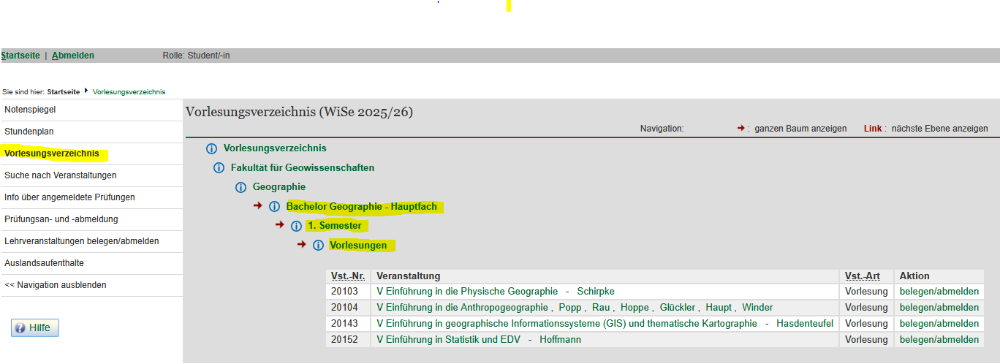 Startseite | Abmelden Rolle: Student/-in
Sie sind hier: Startseite Vorlesungsverzeichnis
Notenspiegel
Stundenplan
Vorlesungsverzeichnis
Suche nach Veranstaltungen
Info über angemeldete Prüfungen
Prüfungsan- und -abmeldung
Lehrveranstaltungen belegen/abmelden
Auslandsaufenthalte
<< Navigation ausblenden
Hilfe
Vorlesungsverzeichnis (WiSe 2025/26)
Navigation: : ganzen Baum anzeigen Link : nächste Ebene anzeigen
Vorlesungsverzeichnis
Fakultät für Geowissenschaften
Geographie
Bachelor Geographie - Hauptfach
1. Semester
Vorlesungen
Vst.-Nr. Veranstaltung Vst.-Art Aktion
20103 V Einführung in die Physische Geographie - Schirpke Vorlesung belegen/abmelden
20104 V Einführung in die Anthropogeographie , Popp , Rau , Hoppe , Glückler , Haupt , Winder Vorlesung belegen/abmelden
20143 V Einführung in geographische Informationssysteme (GIS) und thematische Kartographie - Hasdenteufel Vorlesung belegen/abmelden
20152 V Einführung in Statistik und EDV - Hoffmann Vorlesung belegen/abmelden